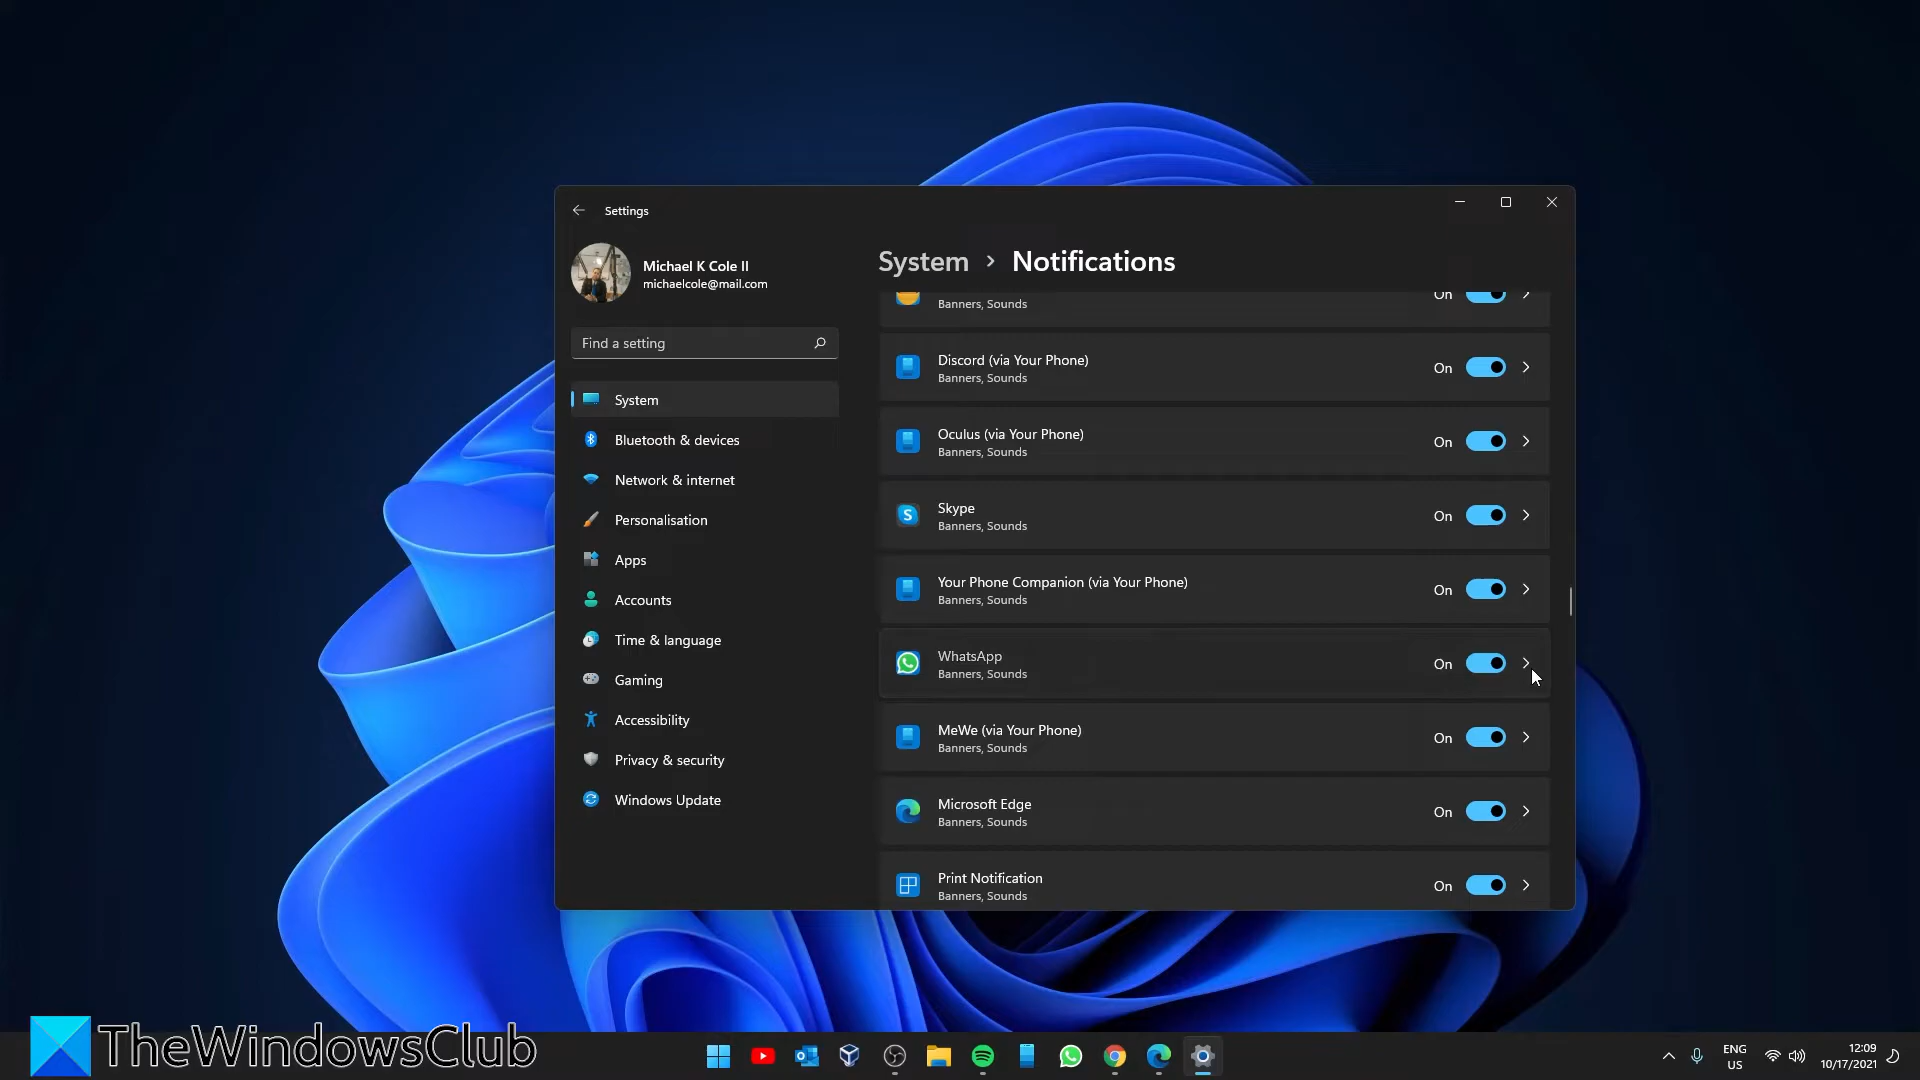 Settings
Michael K Cole II
michaelcole@mail.com
Find a setting
System
Bluetooth & devices
Network & internet
Personalisation
Apps
Accounts
Time & language
Gaming
Accessibility
Privacy & security
Windows Update
System > Notifications
Banners, Sounds
On
Discord (via Your Phone)
Banners, Sounds
On
Oculus (via Your Phone)
Banners, Sounds
On
Skype
Banners, Sounds
On
Your Phone Companion (via Your Phone)
Banners, Sounds
On
WhatsApp
Banners, Sounds
On
MeWe (via Your Phone)
Banners, Sounds
On
Microsoft Edge
Banners, Sounds
On
Print Notification
Banners, Sounds
On
TheWindowsClub
ENG
US
12:09
10/17/2021